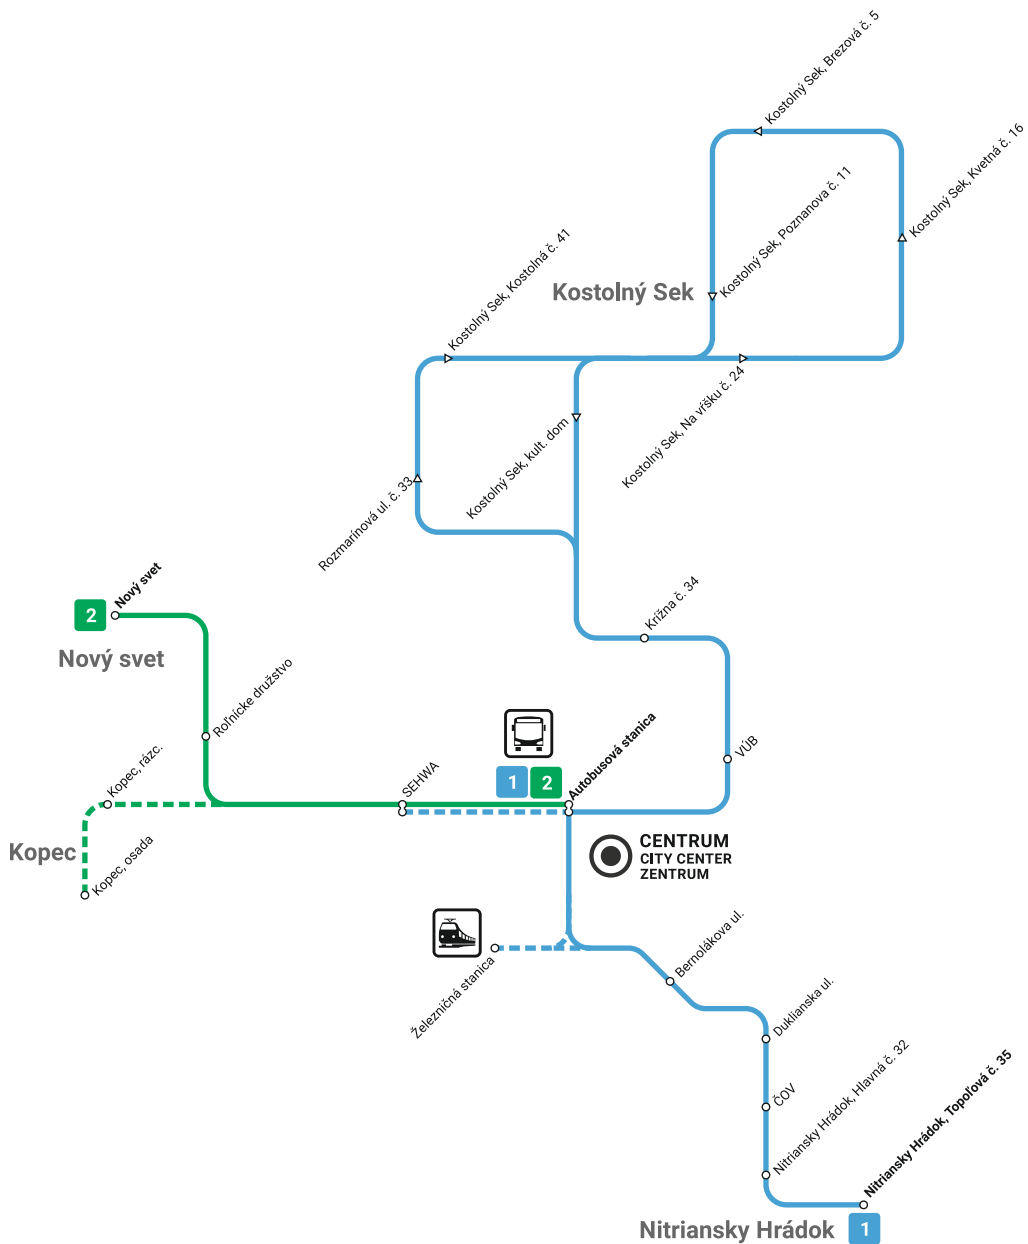 Kostolný Sek, Brezová č. 5
Kostolný Sek, Kvetná č. 16
Kostolný Sek, Poznanova č. 11
Kostolný Sek, Kostolná č. 41
Kostolný Sek
Kostolný Sek, Na vŕšku č. 24
Kostolný Sek, kult. dom
Rozmarínová ul. č. 33
Nový svet
2
Nový svet
Krížna č. 34
Roľnícke družstvo
Autobusová stanica
VÚB
Kopec, rázc.
SEHWA
1
2
Kopec
Kopec, osada
CENTRUM
CITY CENTER
ZENTRUM
Železničná stanica
Bernolákova ul.
Duklianska ul.
ČOV
Nitriansky Hrádok, Hlavná č. 32
Nitriansky Hrádok, Topoľová č. 35
Nitriansky Hrádok
1